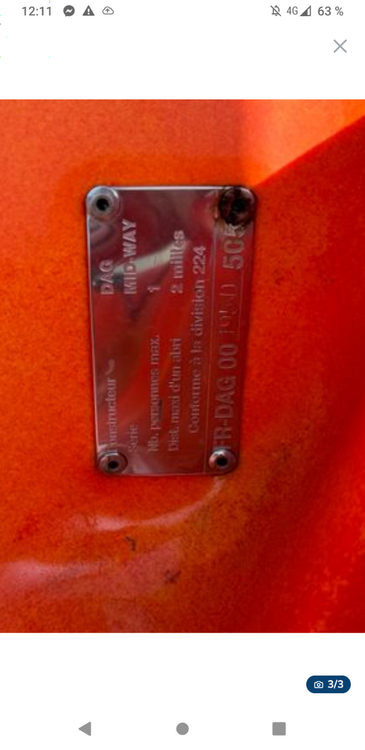 12:11
4G
63 %
Constructeur DAG
Série MID-WAY
Nb. personnes max. 1
Dist. maxi d'un abri 2 milles
Conforme à la division 224
FR-DAG 00
3/3